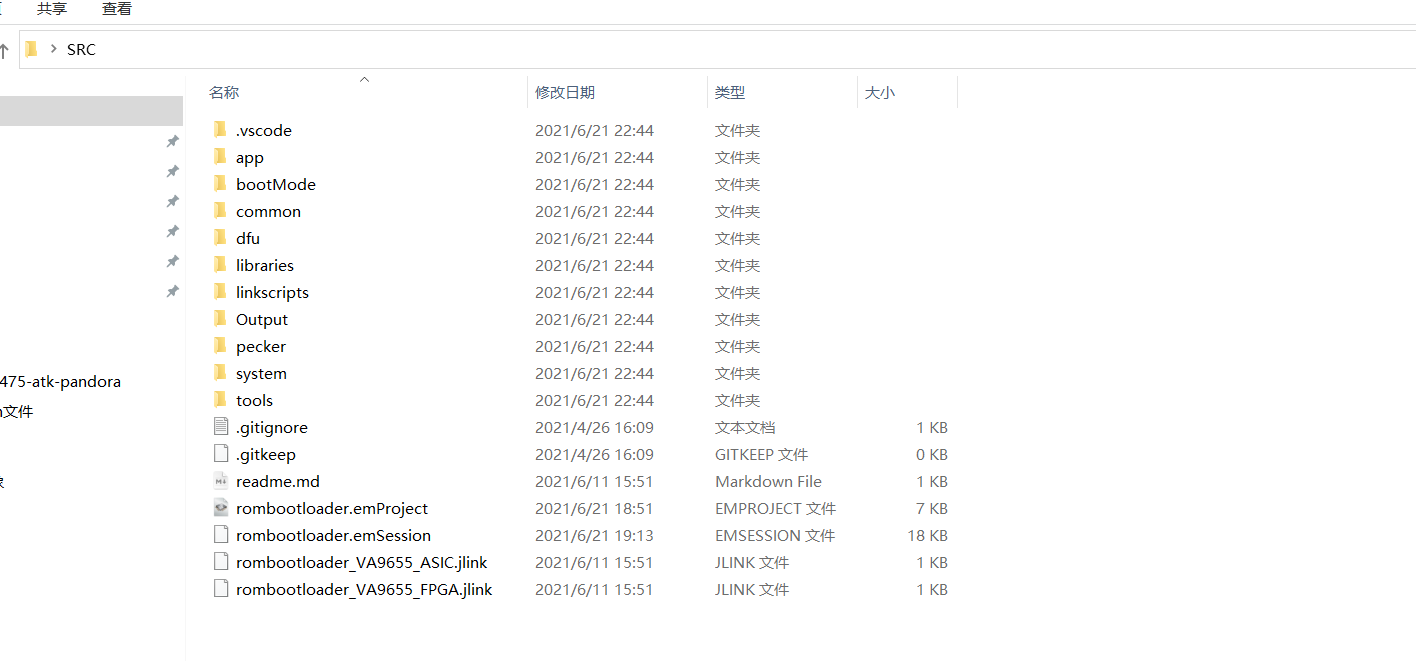 共享 查看
SRC
名称 修改日期 类型 大小
.vscode 2021/6/21 22:44 文件夹
app 2021/6/21 22:44 文件夹
bootMode 2021/6/21 22:44 文件夹
common 2021/6/21 22:44 文件夹
dfu 2021/6/21 22:44 文件夹
libraries 2021/6/21 22:44 文件夹
linkscripts 2021/6/21 22:44 文件夹
Output 2021/6/21 22:44 文件夹
pecker 2021/6/21 22:44 文件夹
system 2021/6/21 22:44 文件夹
475-atk-pandora
tools 2021/6/21 22:44 文件夹
文件
.gitignore 2021/4/26 16:09 文本文档 1 KB
.gitkeep 2021/4/26 16:09 GITKEEP 文件 0 KB
readme.md 2021/6/11 15:51 Markdown File 1 KB
rombootloader.emProject 2021/6/21 18:51 EMPROJECT 文件 7 KB
rombootloader.emSession 2021/6/21 19:13 EMSESSION 文件 18 KB
rombootloader_VA9655_ASIC.jlink 2021/6/11 15:51 JLINK 文件 1 KB
rombootloader_VA9655_FPGA.jlink 2021/6/11 15:51 JLINK 文件 1 KB